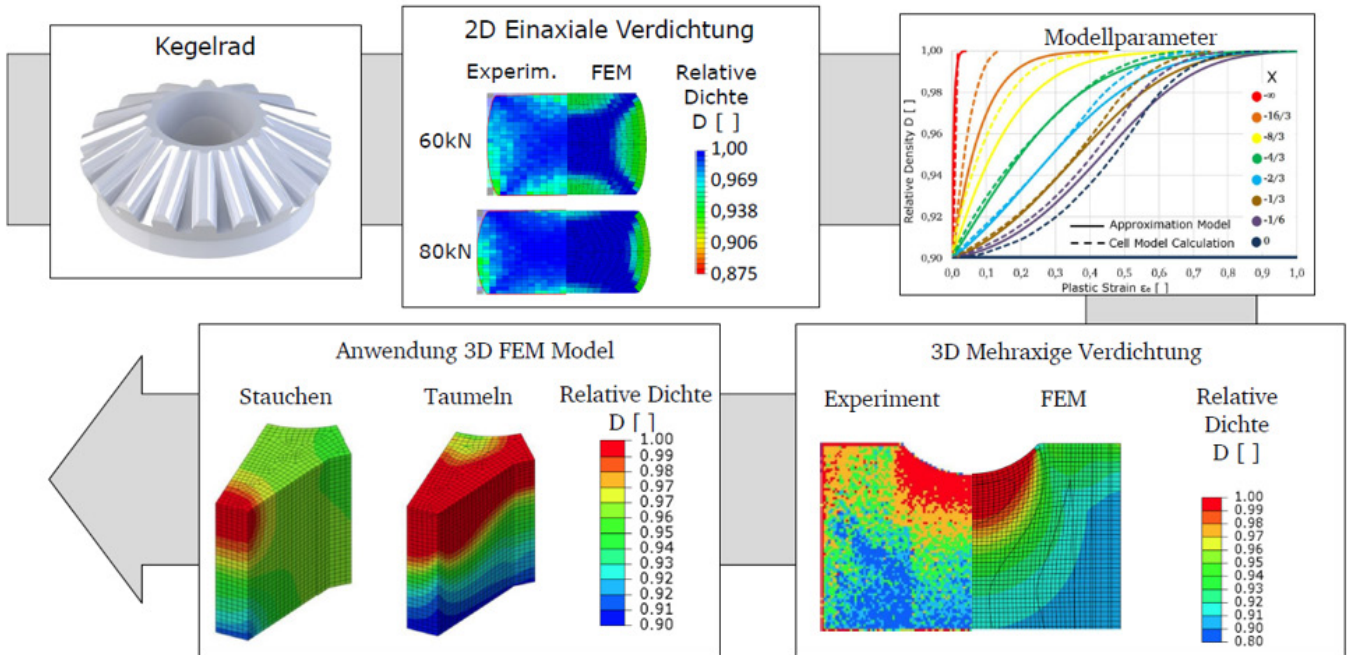 Kegelrad
2D Einaxiale Verdichtung
Experim. FEM Relative
Dichte
D [ ]
60kN
80kN
1,00
0,969
0,938
0,906
0,875
Modellparameter
Relative Density D [ ]
1,00
0,98
0,96
0,94
0,92
0,90
X
-∞
-16/3
-8/3
-4/3
-2/3
-1/3
-1/6
0
Approximation Model
Cell Model Calculation
0,0 0,1 0,2 0,3 0,4 0,5 0,6 0,7 0,8 0,9 1,0
Plastic Strain εe [ ]
Anwendung 3D FEM Model
Stauchen Taumeln Relative Dichte
D [ ]
1.00
0.99
0.98
0.97
0.97
0.96
0.95
0.94
0.93
0.92
0.92
0.91
0.90
3D Mehraxige Verdichtung
Experiment FEM Relative
Dichte
D [ ]
1.00
0.99
0.98
0.96
0.95
0.94
0.93
0.92
0.90
0.80